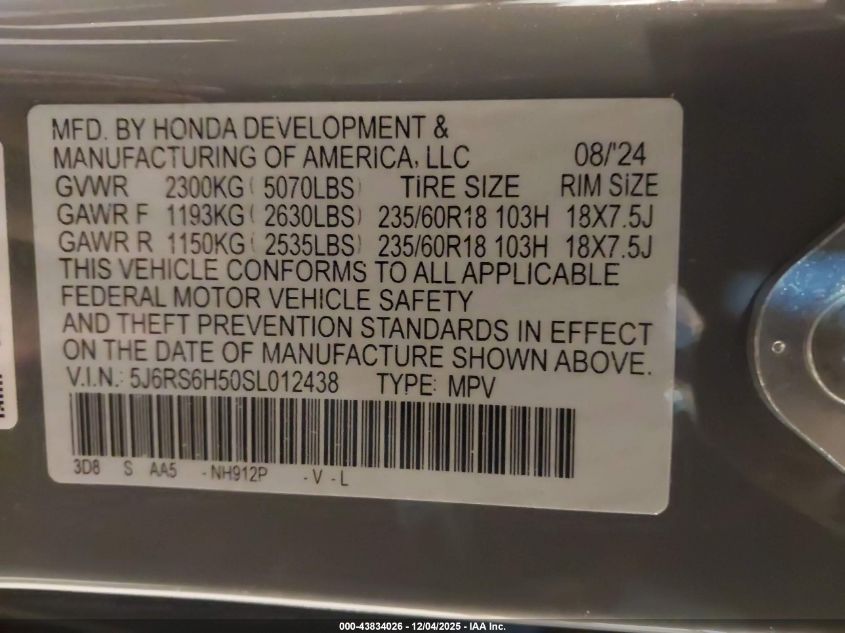 MFD. BY HONDA DEVELOPMENT &
MANUFACTURING OF AMERICA, LLC 08/'24
GVWR 2300KG( 5070LBS) TIRE SIZE RIM SIZE
GAWR F 1193KG( 2630LBS) 235/60R18 103H 18X7.5J
GAWR R 1150KG( 2535LBS) 235/60R18 103H 18X7.5J
THIS VEHICLE CONFORMS TO ALL APPLICABLE
FEDERAL MOTOR VEHICLE SAFETY
AND THEFT PREVENTION STANDARDS IN EFFECT
ON THE DATE OF MANUFACTURE SHOWN ABOVE.
V.I.N.: 5J6RS6H50SL012438 TYPE: MPV
3D8 S AA5 -NH912P -V-L
000-43834026 - 12/04/2025 - IAA Inc.